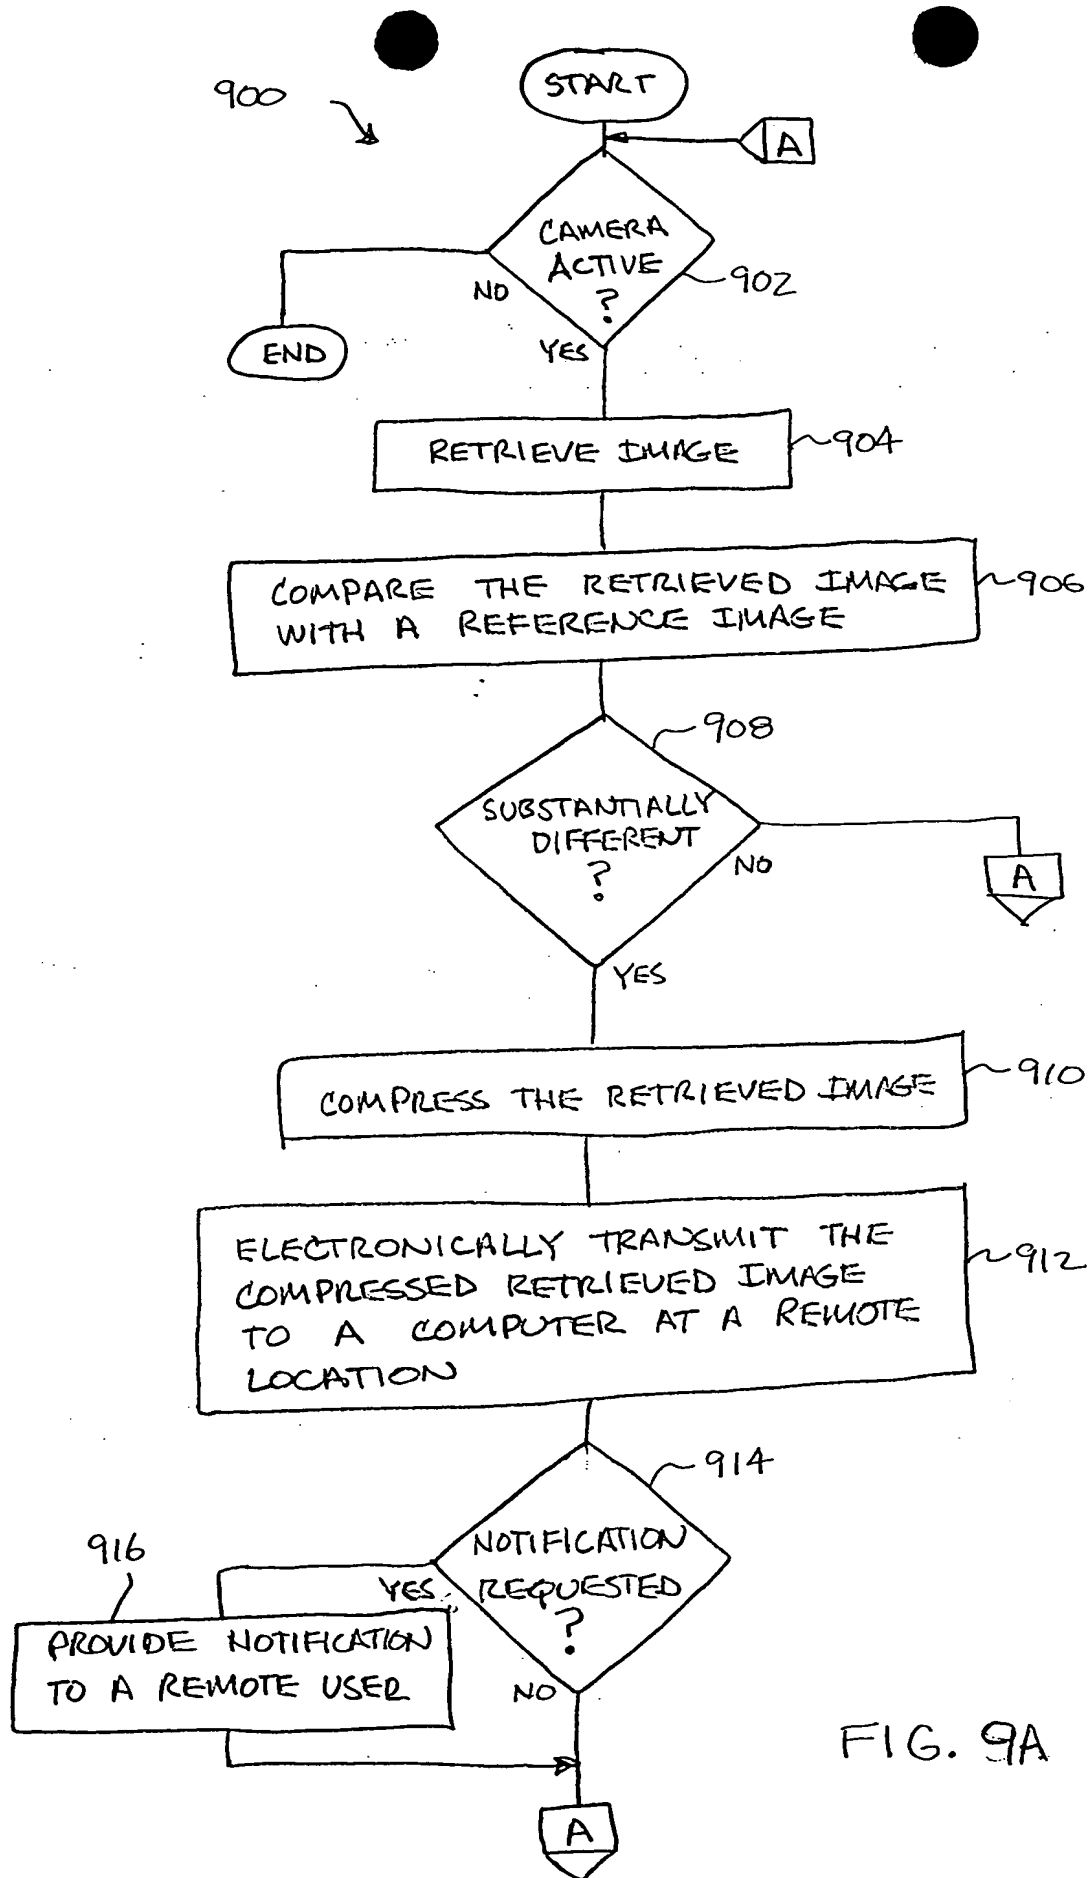 START
900
A
CAMERA
ACTIVE
?
902
NO
END
YES
RETRIEVE IMAGE
904
COMPARE THE RETRIEVED IMAGE
WITH A REFERENCE IMAGE
906
908
SUBSTANTIALLY
DIFFERENT
?
NO
A
YES
COMPRESS THE RETRIEVED IMAGE
910
ELECTRONICALLY TRANSMIT THE
COMPRESSED RETRIEVED IMAGE
TO A COMPUTER AT A REMOTE
LOCATION
912
914
NOTIFICATION
REQUESTED
?
916
YES
PROVIDE NOTIFICATION
TO A REMOTE USER
NO
FIG. 9A
A